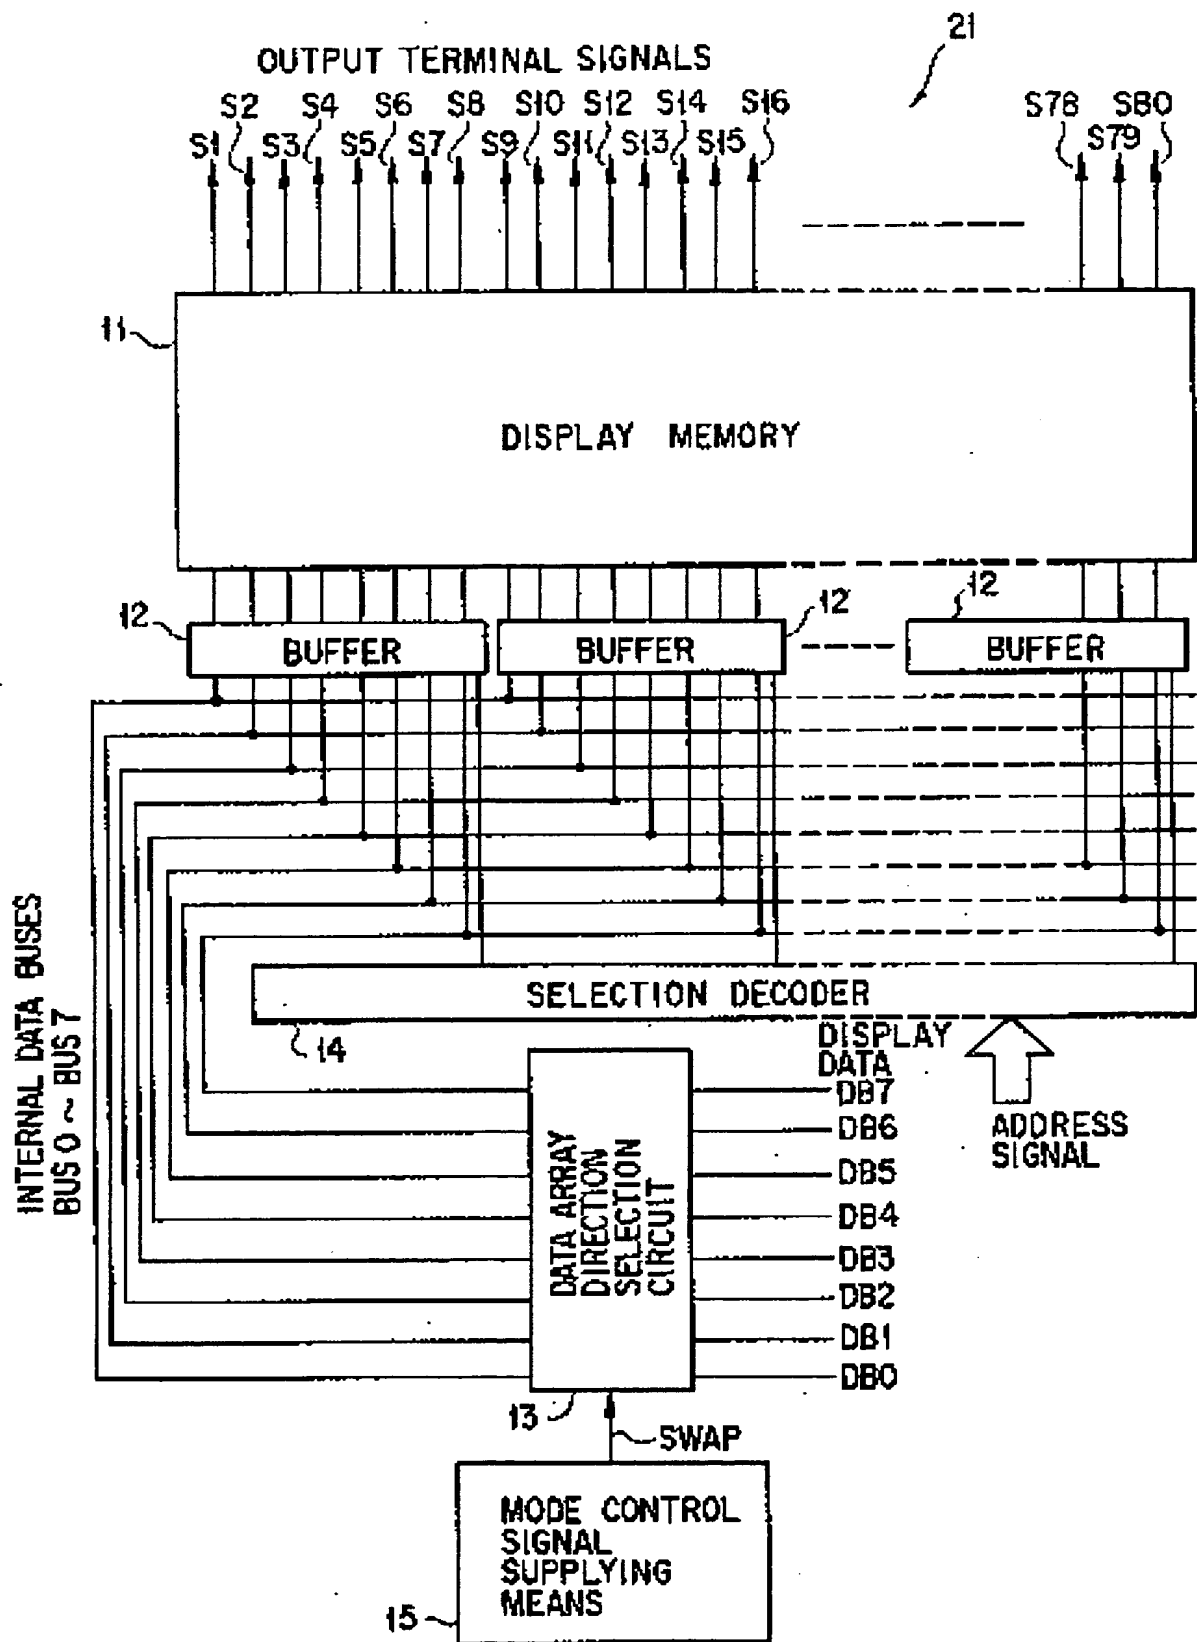 21
OUTPUT TERMINAL SIGNALS
S2 S4 S6 S8 S10 S12 S14 S16 S78 S80
S1 S3 S5 S7 S9 S11 S13 S15 S79
11
DISPLAY MEMORY
12 12 12
BUFFER BUFFER BUFFER
INTERNAL DATA BUSES
BUS 0 ~ BUS 7
SELECTION DECODER
14
DISPLAY
DATA
ADDRESS
SIGNAL
DB7
DB6
DB5
DB4
DB3
DB2
DB1
DB0
DATA ARRAY
DIRECTION
SELECTION
CIRCUIT
13
SWAP
MODE CONTROL
SIGNAL
SUPPLYING
MEANS
15